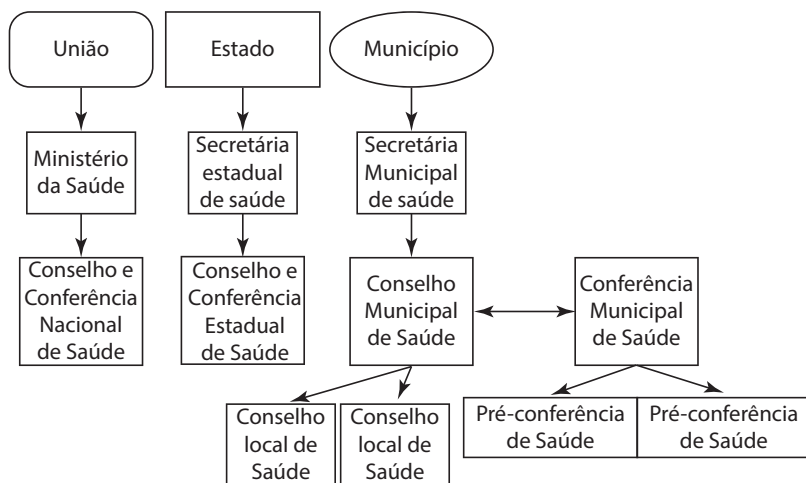 União
Estado
Município
Ministério
da Saúde
Secretária
estadual
de saúde
Secretária
Municipal
de saúde
Conselho e
Conferência
Nacional
de Saúde
Conselho e
Conferência
Estadual
de Saúde
Conselho
Municipal
de Saúde
Conferência
Municipal
de Saúde
Conselho
local de
Saúde
Conselho
local de
Saúde
Pré-conferência
de Saúde
Pré-conferência
de Saúde